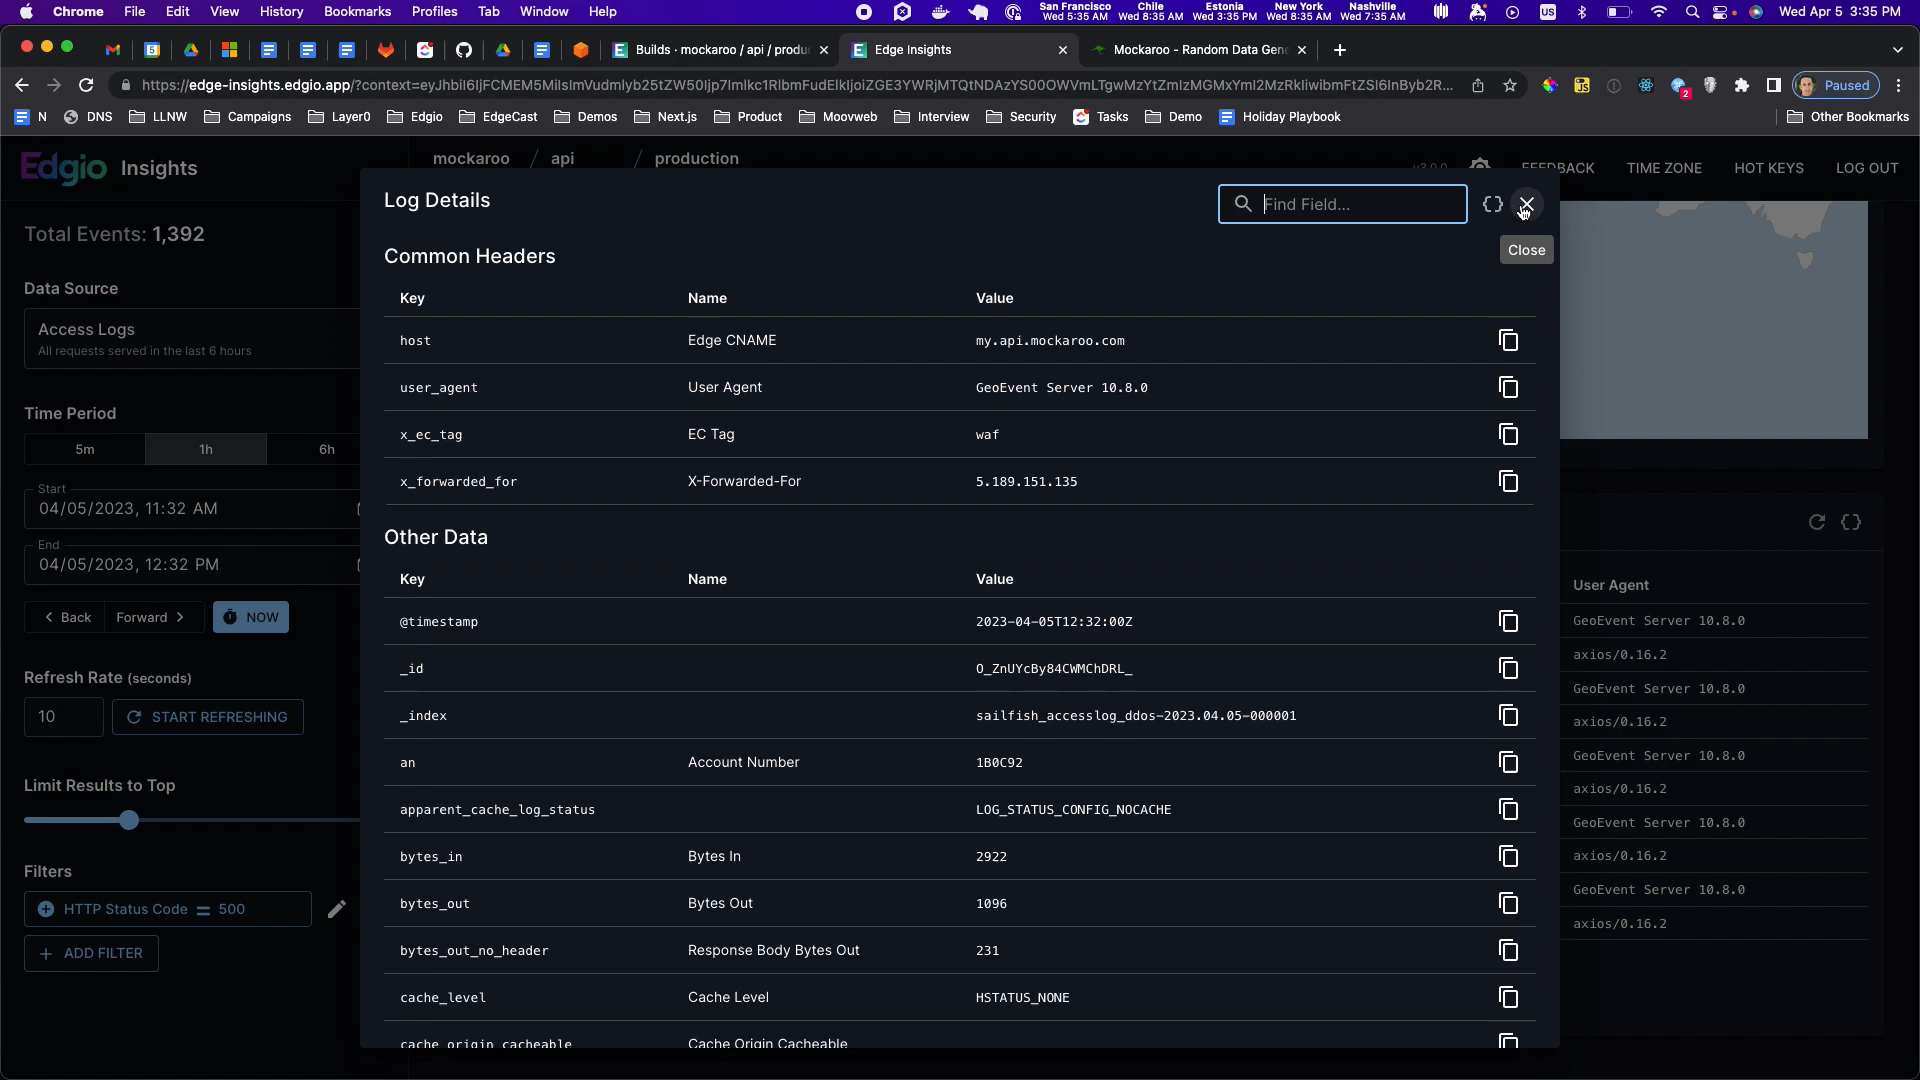 Chrome File Edit View History Bookmarks Profiles Tab Window Help
San Francisco Chile Estonia New York Nashville
Wed 5:35 AM Wed 8:35 AM Wed 3:35 PM Wed 8:35 AM Wed 7:35 AM
US Wed Apr 5 3:35 PM
Builds · mockaroo / api / produ Edge Insights Mockaroo - Random Data Gene
https://edge-insights.edgio.app/?context=eyJhbiI6IjFCMEM5MiIsImVudmlyb25tZW50Ijp7ImlkIc1RlbmFudElkIjoiZGE3YWRjMTQtNDAzYS00OWVmLTgwMzYtZmIzMGMxYmI2MzRkIiwibmFtZSI6InByb2R... 2 Paused
N DNS LLNW Campaigns Layer0 Edgio EdgeCast Demos Next.js Product Moovweb Interview Security Tasks Demo Holiday Playbook Other Bookmarks
Edgio Insights
mockaroo / api / production
v3.0.0 FEEDBACK TIME ZONE HOT KEYS LOG OUT
Total Events: 1,392
Data Source
Access Logs
All requests served in the last 6 hours
Time Period
5m 1h 6h
Start
04/05/2023, 11:32 AM
End
04/05/2023, 12:32 PM
Back Forward NOW
Refresh Rate (seconds)
10 START REFRESHING
Limit Results to Top
Filters
HTTP Status Code = 500
+ ADD FILTER
Log Details
Find Field...
{}
Close
Common Headers
Key Name Value
host Edge CNAME my.api.mockaroo.com
user_agent User Agent GeoEvent Server 10.8.0
x_ec_tag EC Tag waf
x_forwarded_for X-Forwarded-For 5.189.151.135
Other Data
Key Name Value
@timestamp 2023-04-05T12:32:00Z
_id O_ZnUYcBy84CWMChDRL_
_index sailfish_accesslog_ddos-2023.04.05-000001
an Account Number 1B0C92
apparent_cache_log_status LOG_STATUS_CONFIG_NOCACHE
bytes_in Bytes In 2922
bytes_out Bytes Out 1096
bytes_out_no_header Response Body Bytes Out 231
cache_level Cache Level HSTATUS_NONE
cache_origin_cacheable Cache Origin Cacheable
{}
User Agent
GeoEvent Server 10.8.0
axios/0.16.2
GeoEvent Server 10.8.0
axios/0.16.2
GeoEvent Server 10.8.0
axios/0.16.2
GeoEvent Server 10.8.0
axios/0.16.2
GeoEvent Server 10.8.0
axios/0.16.2